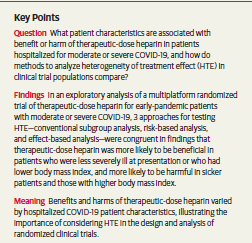 Key Points
Question What patient characteristics are associated with
benefit or harm of therapeutic-dose heparin in patients
hospitalized for moderate or severe COVID-19, and how do
methods to analyze heterogeneity of treatment effect (HTE) in
clinical trial populations compare?
Findings In an exploratory analysis of a multiplatform randomized
trial of therapeutic-dose heparin for early-pandemic patients
with moderate or severe COVID-19, 3 approaches for testing
HTE—conventional subgroup analysis, risk-based analysis,
and effect-based analysis—were congruent in findings that
therapeutic-dose heparin was more likely to be beneficial in
patients who were less severely ill at presentation or who had
lower body mass index, and more likely to be harmful in sicker
patients and those with higher body mass index.
Meaning Benefits and harms of therapeutic-dose heparin varied
by hospitalized COVID-19 patient characteristics, illustrating the
importance of considering HTE in the design and analysis of
randomized clinical trials.